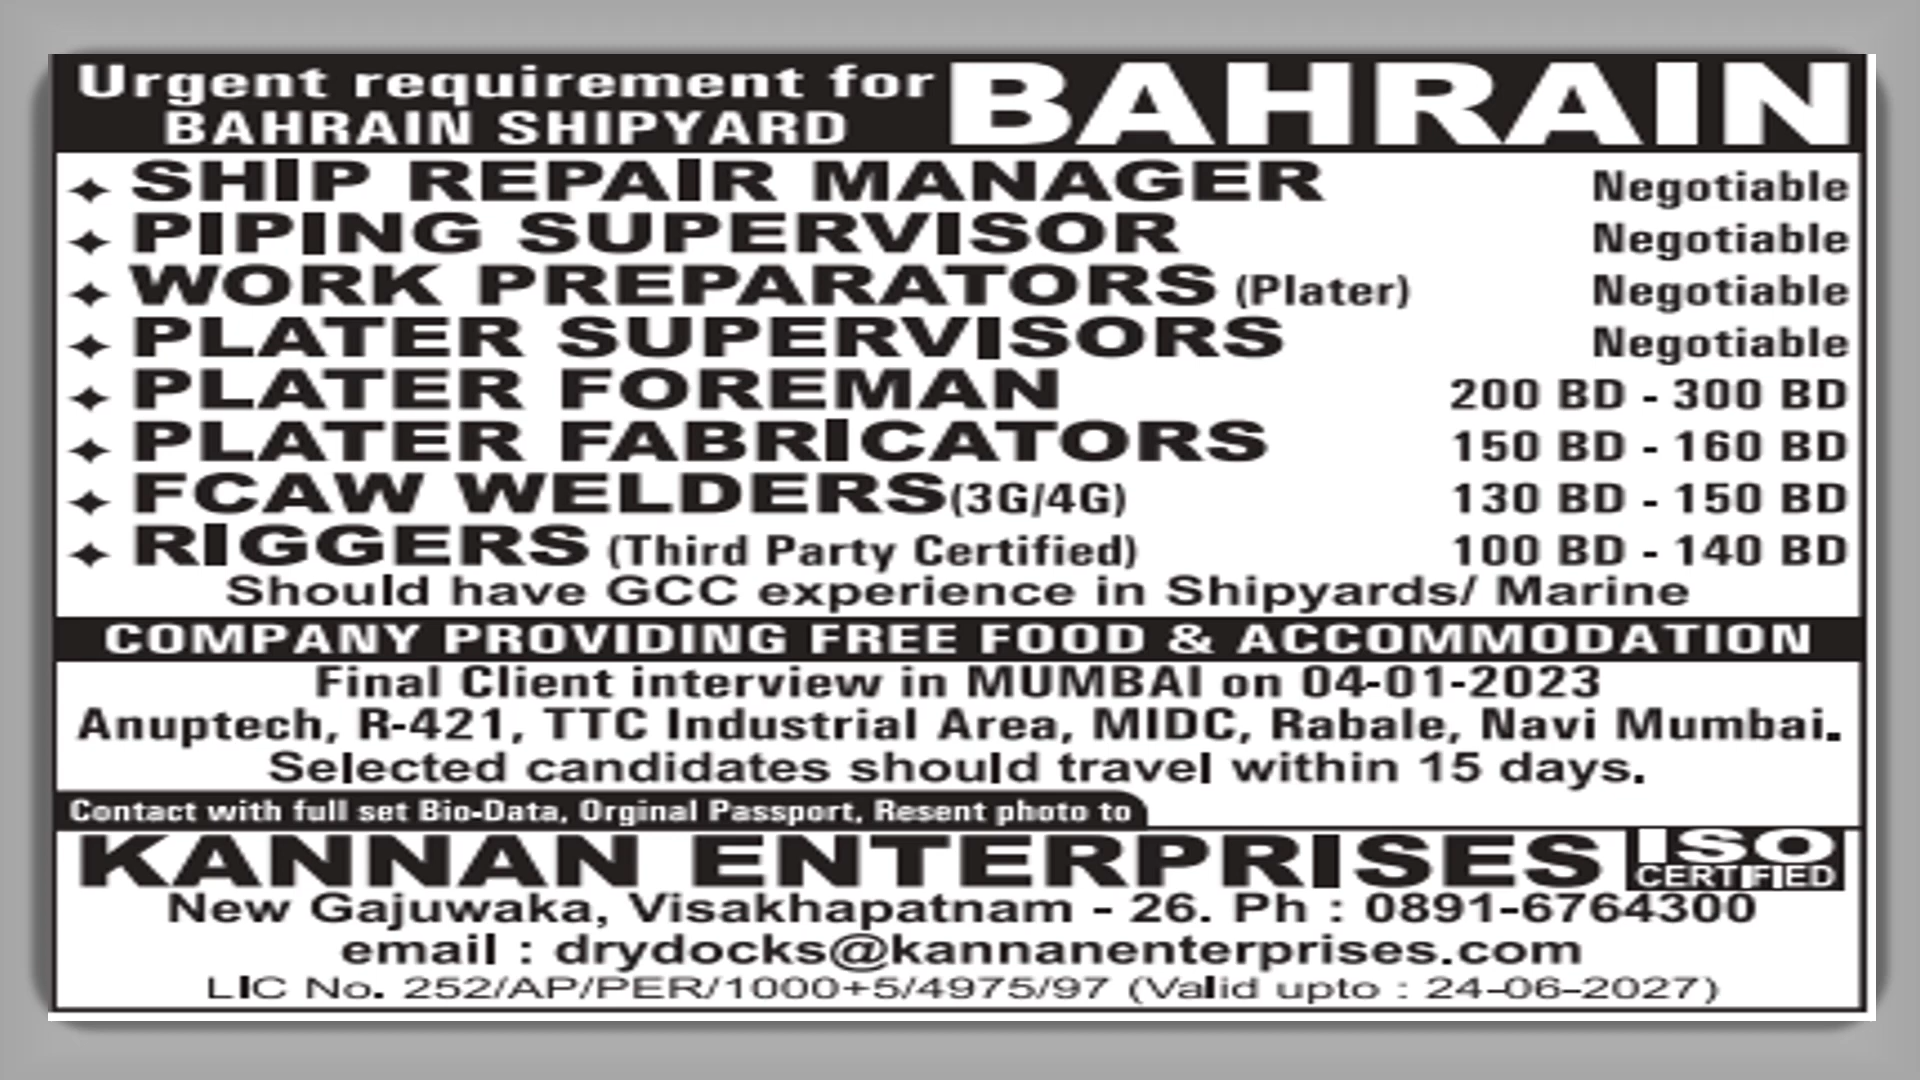 Urgent requirement for
BAHRAIN SHIPYARD
BAHRAIN
✦ SHIP REPAIR MANAGER Negotiable
✦ PIPING SUPERVISOR Negotiable
✦ WORK PREPARATORS (Plater) Negotiable
✦ PLATER SUPERVISORS Negotiable
✦ PLATER FOREMAN 200 BD - 300 BD
✦ PLATER FABRICATORS 150 BD - 160 BD
✦ FCAW WELDERS(3G/4G) 130 BD - 150 BD
✦ RIGGERS (Third Party Certified) 100 BD - 140 BD
Should have GCC experience in Shipyards/ Marine
COMPANY PROVIDING FREE FOOD & ACCOMMODATION
Final Client interview in MUMBAI on 04-01-2023
Anuptech, R-421, TTC Industrial Area, MIDC, Rabale, Navi Mumbai.
Selected candidates should travel within 15 days.
Contact with full set Bio-Data, Orginal Passport, Resent photo to
KANNAN ENTERPRISES
ISO
CERTIFIED
New Gajuwaka, Visakhapatnam - 26. Ph : 0891-6764300
email : drydocks@kannanenterprises.com
LIC No. 252/AP/PER/1000+5/4975/97 (Valid upto : 24-06-2027)